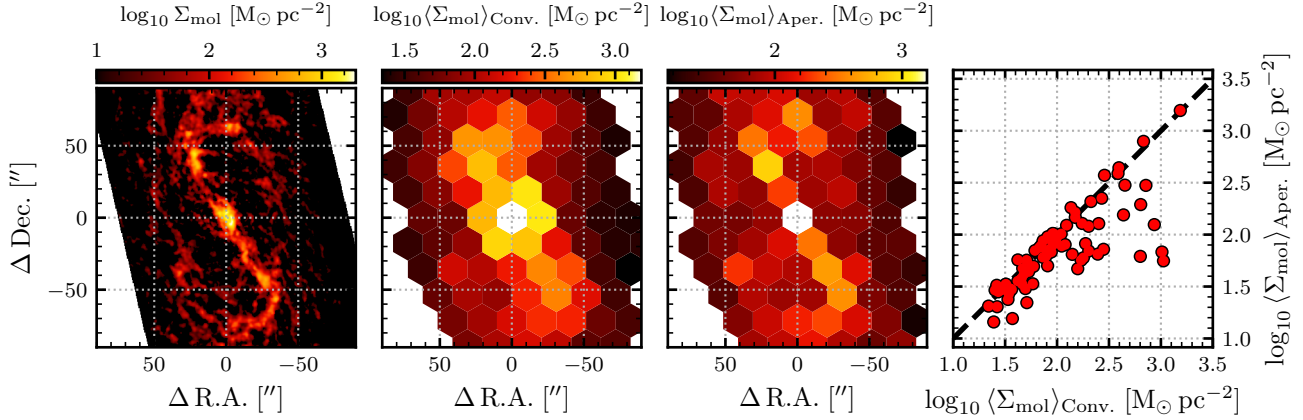 log₁₀ Σmol [M⊙ pc⁻²]
1 2 3
log₁₀⟨Σmol⟩Conv. [M⊙ pc⁻²]
1.5 2.0 2.5 3.0
log₁₀⟨Σmol⟩Aper. [M⊙ pc⁻²]
2 3
Δ Dec. [″]
50
0
−50
50 0 −50
Δ R.A. [″]
50 0 −50
Δ R.A. [″]
50 0 −50
Δ R.A. [″]
3.5
3.0
2.5
2.0
1.5
1.0
log₁₀ ⟨Σmol⟩Aper. [M⊙ pc⁻²]
1.0 1.5 2.0 2.5 3.0 3.5
log₁₀ ⟨Σmol⟩Conv. [M⊙ pc⁻²]